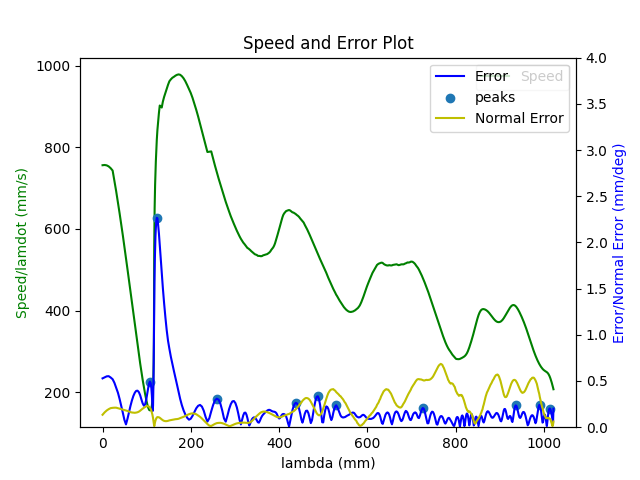 Speed and Error Plot
1000
800
600
400
200
Speed/lamdot (mm/s)
Error
Speed
peaks
Normal Error
4.0
3.5
3.0
2.5
2.0
1.5
1.0
0.5
0.0
Error/Normal Error (mm/deg)
0 200 400 600 800 1000
lambda (mm)